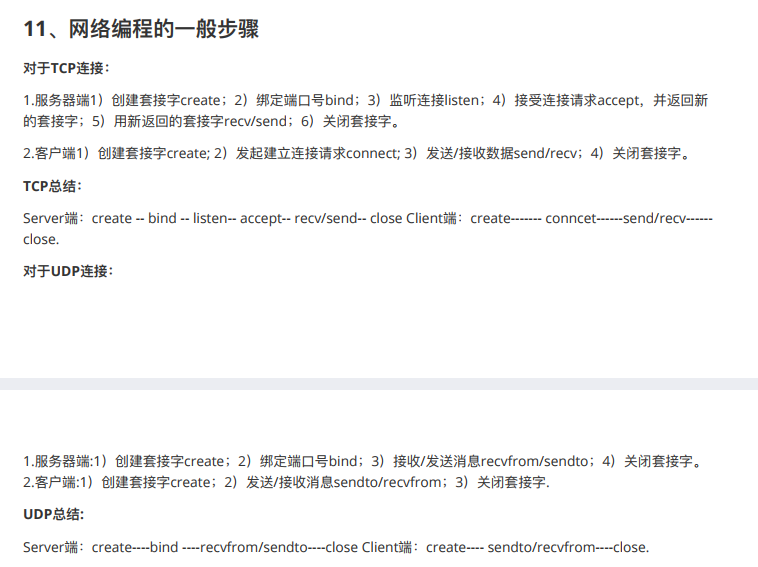 11、网络编程的一般步骤
对于TCP连接：
1.服务器端1）创建套接字create；2）绑定端口号bind；3）监听连接listen；4）接受连接请求accept，并返回新
的套接字；5）用新返回的套接字recv/send；6）关闭套接字。
2.客户端1）创建套接字create; 2）发起建立连接请求connect; 3）发送/接收数据send/recv；4）关闭套接字。
TCP总结：
Server端：create -- bind -- listen-- accept-- recv/send-- close Client端：create------- conncet------send/recv------
close.
对于UDP连接：
1.服务器端:1）创建套接字create；2）绑定端口号bind；3）接收/发送消息recvfrom/sendto；4）关闭套接字。
2.客户端:1）创建套接字create；2）发送/接收消息sendto/recvfrom；3）关闭套接字.
UDP总结:
Server端：create----bind ----recvfrom/sendto----close Client端：create---- sendto/recvfrom----close.